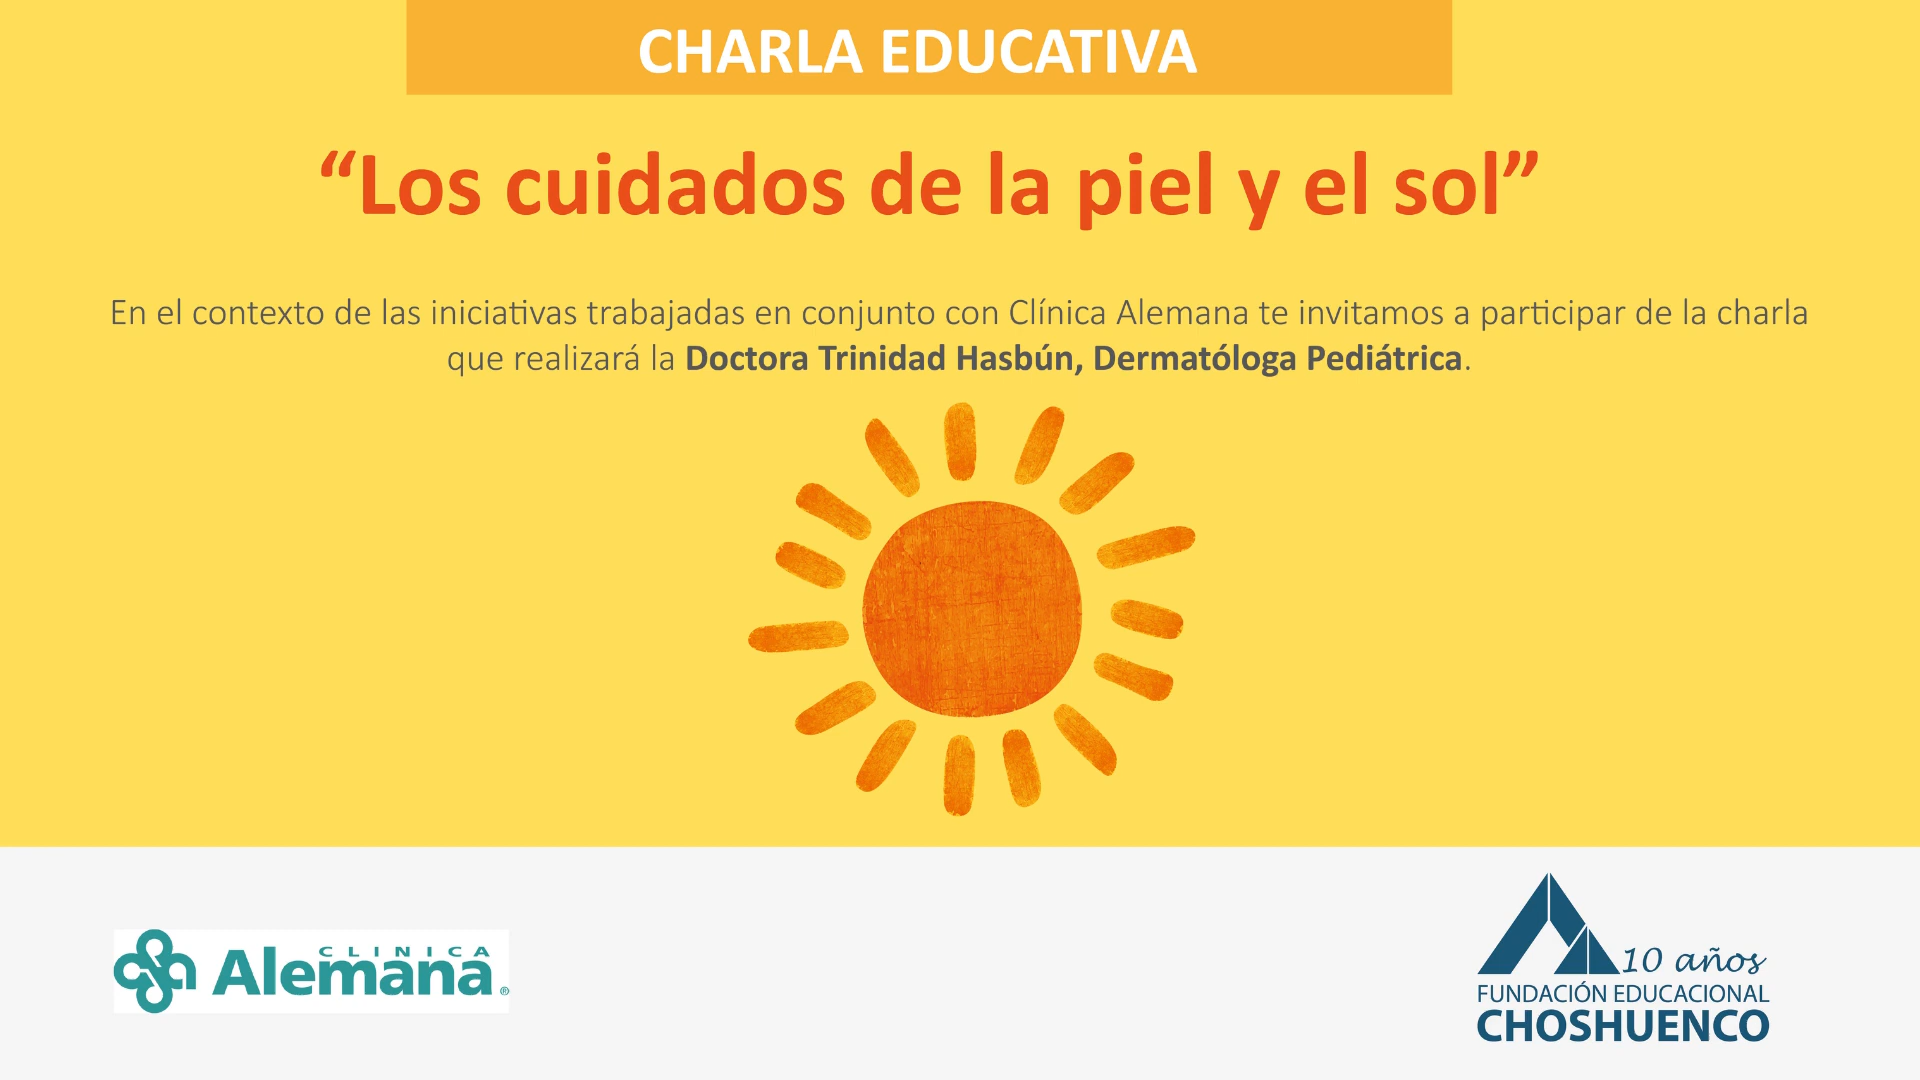 CHARLA EDUCATIVA
“Los cuidados de la piel y el sol”
En el contexto de las iniciativas trabajadas en conjunto con Clínica Alemana te invitamos a participar de la charla
que realizará la Doctora Trinidad Hasbún, Dermatóloga Pediátrica.
CLINICA
Alemana®
10 años
FUNDACIÓN EDUCACIONAL
CHOSHUENCO